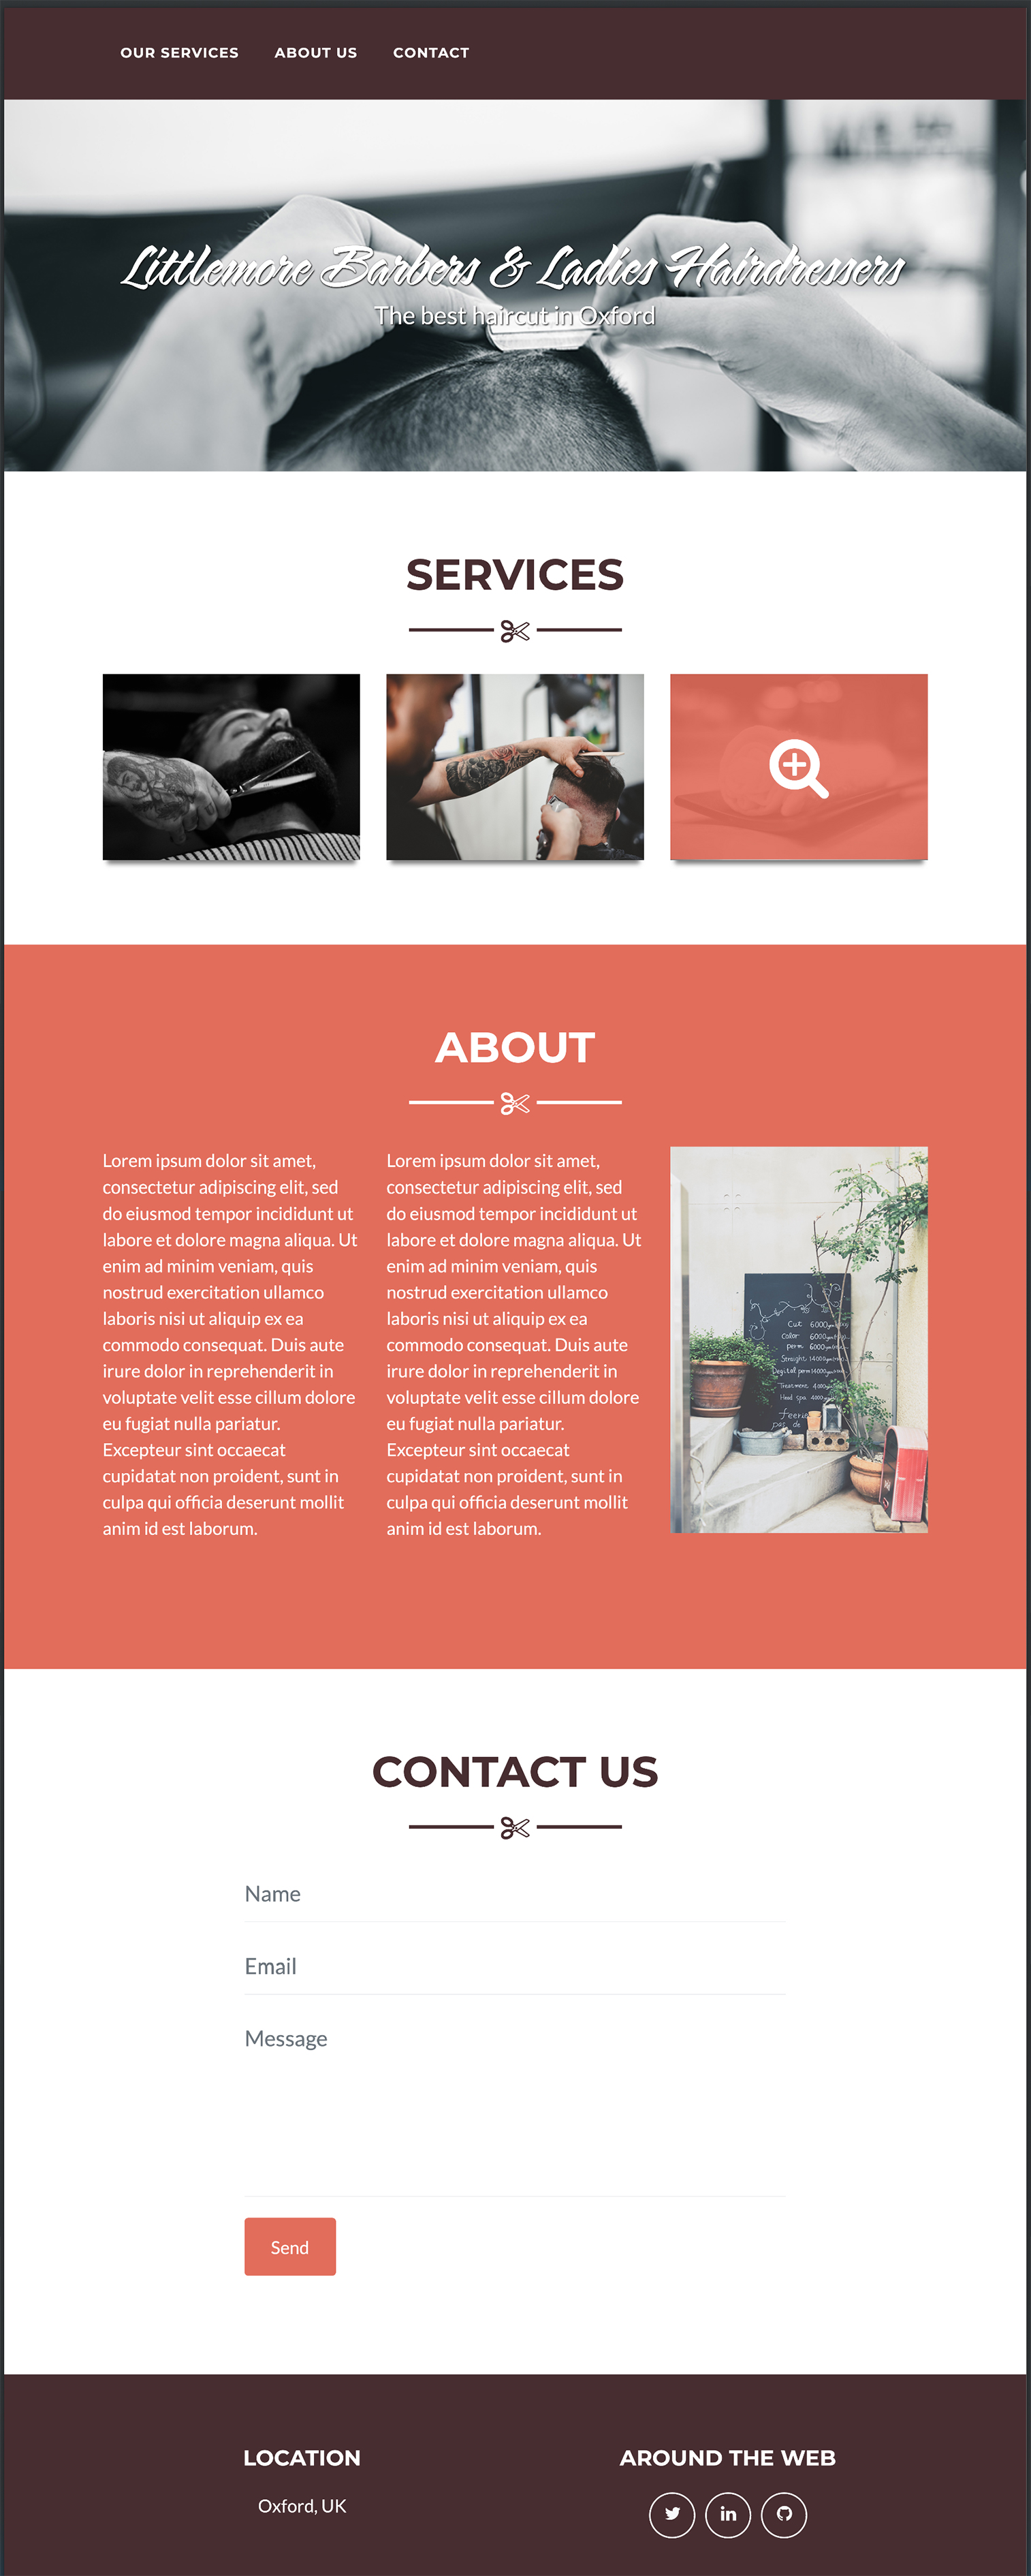 OUR SERVICES ABOUT US CONTACT
Littlemore Barbers & Ladies Hairdressers
The best haircut in Oxford
SERVICES
ABOUT
Lorem ipsum dolor sit amet,
consectetur adipiscing elit, sed
do eiusmod tempor incididunt ut
labore et dolore magna aliqua. Ut
enim ad minim veniam, quis
nostrud exercitation ullamco
laboris nisi ut aliquip ex ea
commodo consequat. Duis aute
irure dolor in reprehenderit in
voluptate velit esse cillum dolore
eu fugiat nulla pariatur.
Excepteur sint occaecat
cupidatat non proident, sunt in
culpa qui officia deserunt mollit
anim id est laborum.
Lorem ipsum dolor sit amet,
consectetur adipiscing elit, sed
do eiusmod tempor incididunt ut
labore et dolore magna aliqua. Ut
enim ad minim veniam, quis
nostrud exercitation ullamco
laboris nisi ut aliquip ex ea
commodo consequat. Duis aute
irure dolor in reprehenderit in
voluptate velit esse cillum dolore
eu fugiat nulla pariatur.
Excepteur sint occaecat
cupidatat non proident, sunt in
culpa qui officia deserunt mollit
anim id est laborum.
Cut 6000
Color 6000
perm 6000
Straight 14000
Degital perm 14000
Treatment 4000
Head spa 4000
CONTACT US
Name
Email
Message
Send
LOCATION
Oxford, UK
AROUND THE WEB
in